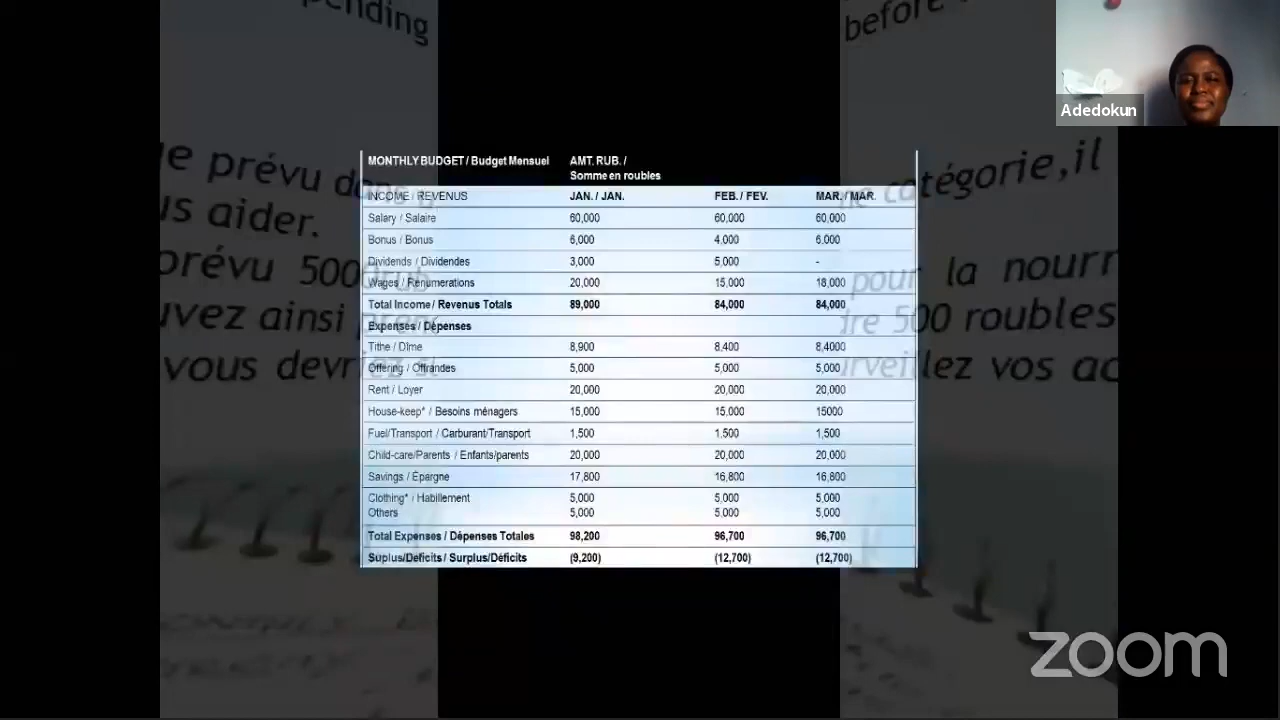 ending
before
Adedokun
MONTHLY BUDGET / Budget Mensuel AMT. RUB. /
Somme en roubles
INCOME / REVENUS JAN. / JAN. FEB. / FEV. MAR. / MAR.
Salary / Salaire 60,000 60,000 60,000
Bonus / Bonus 6,000 4.000 6.000
Dividends / Dividendes 3,000 5,000 -
Wages / Renumerations 20,000 15,000 18,000
Total Income / Revenus Totals 89,000 84,000 84,000
Expenses / Dépenses
Tithe / Dîme 8,900 8.400 8,4000
Offering / Offrandes 5,000 5,000 5,000
Rent / Loyer 20,000 20,000 20,000
House-keep* / Besoins ménagers 15,000 15,000 15000
Fuel/Transport / Carburant/Transport 1,500 1,500 1,500
Child-care/Parents / Enfants/parents 20,000 20,000 20,000
Savings / Épargne 17,800 16,800 16,800
Clothing* / Habillement 5,000 5,000 5,000
Others 5,000 5,000 5,000
Total Expenses / Dépenses Totales 98,200 96,700 96,700
Suplus/Deficits / Surplus/Déficits (9,200) (12,700) (12,700)
ue prévu dans catégorie,il
us aider.
prévu 5000rub pour la nourr
uvez ainsi 500 roubles
vous devriez urveillez vos ac
zoom